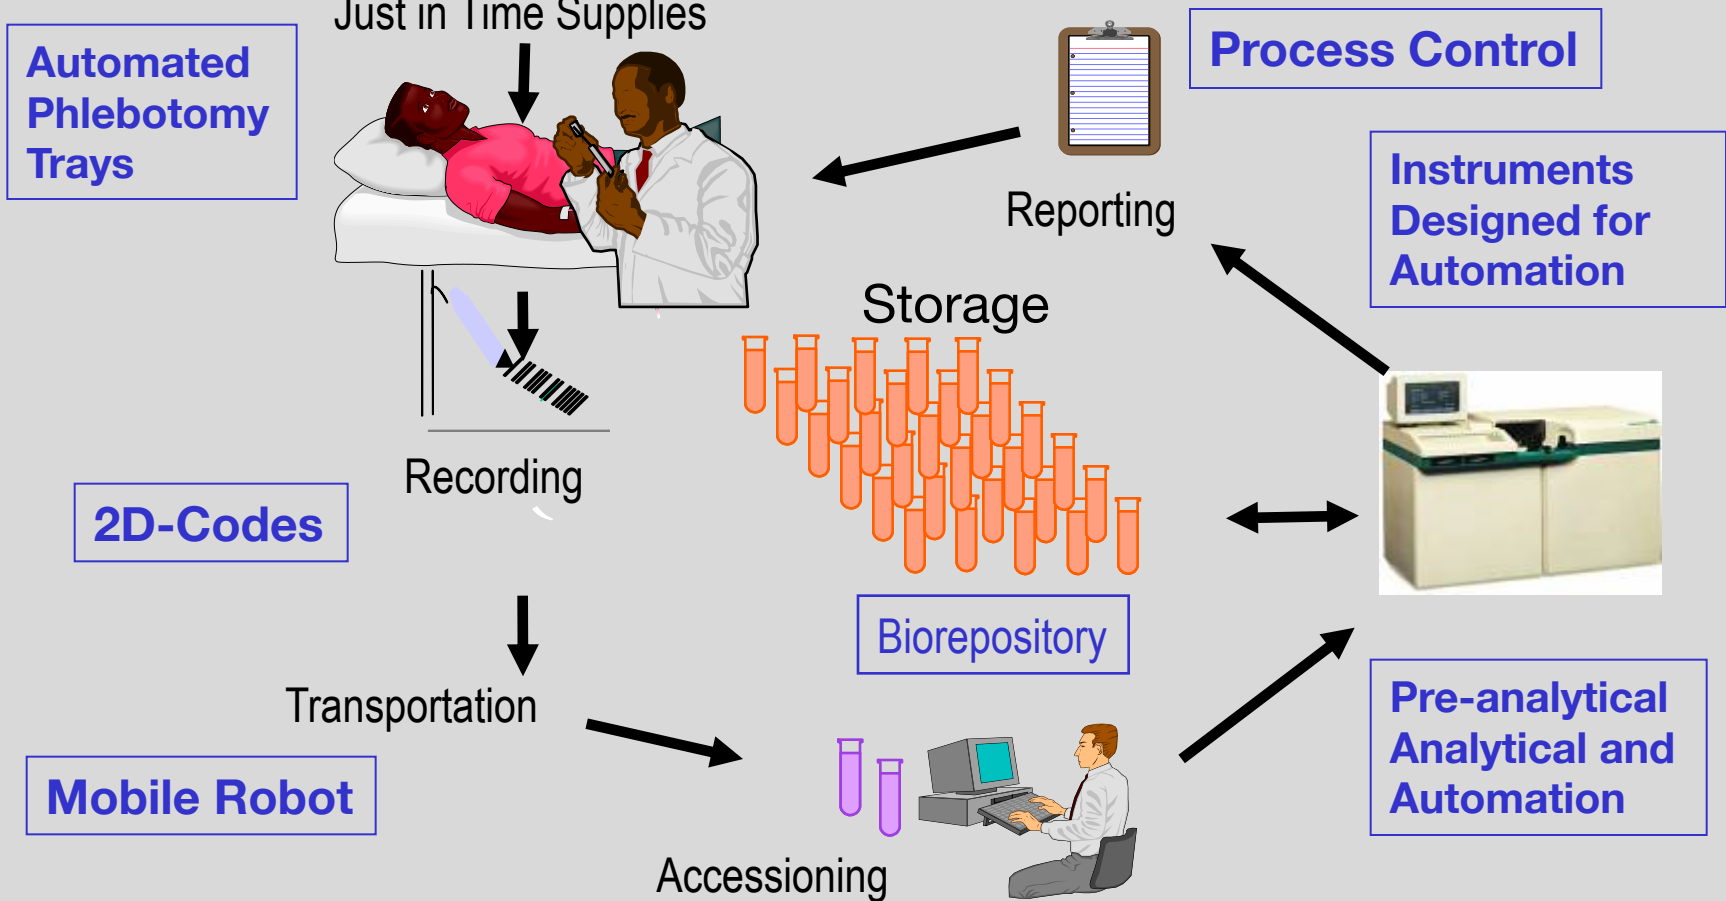 Just in Time Supplies
Automated
Phlebotomy
Trays
Process Control
Reporting
Instruments
Designed for
Automation
Storage
Recording
2D-Codes
Biorepository
Transportation
Pre-analytical
Analytical and
Automation
Mobile Robot
Accessioning